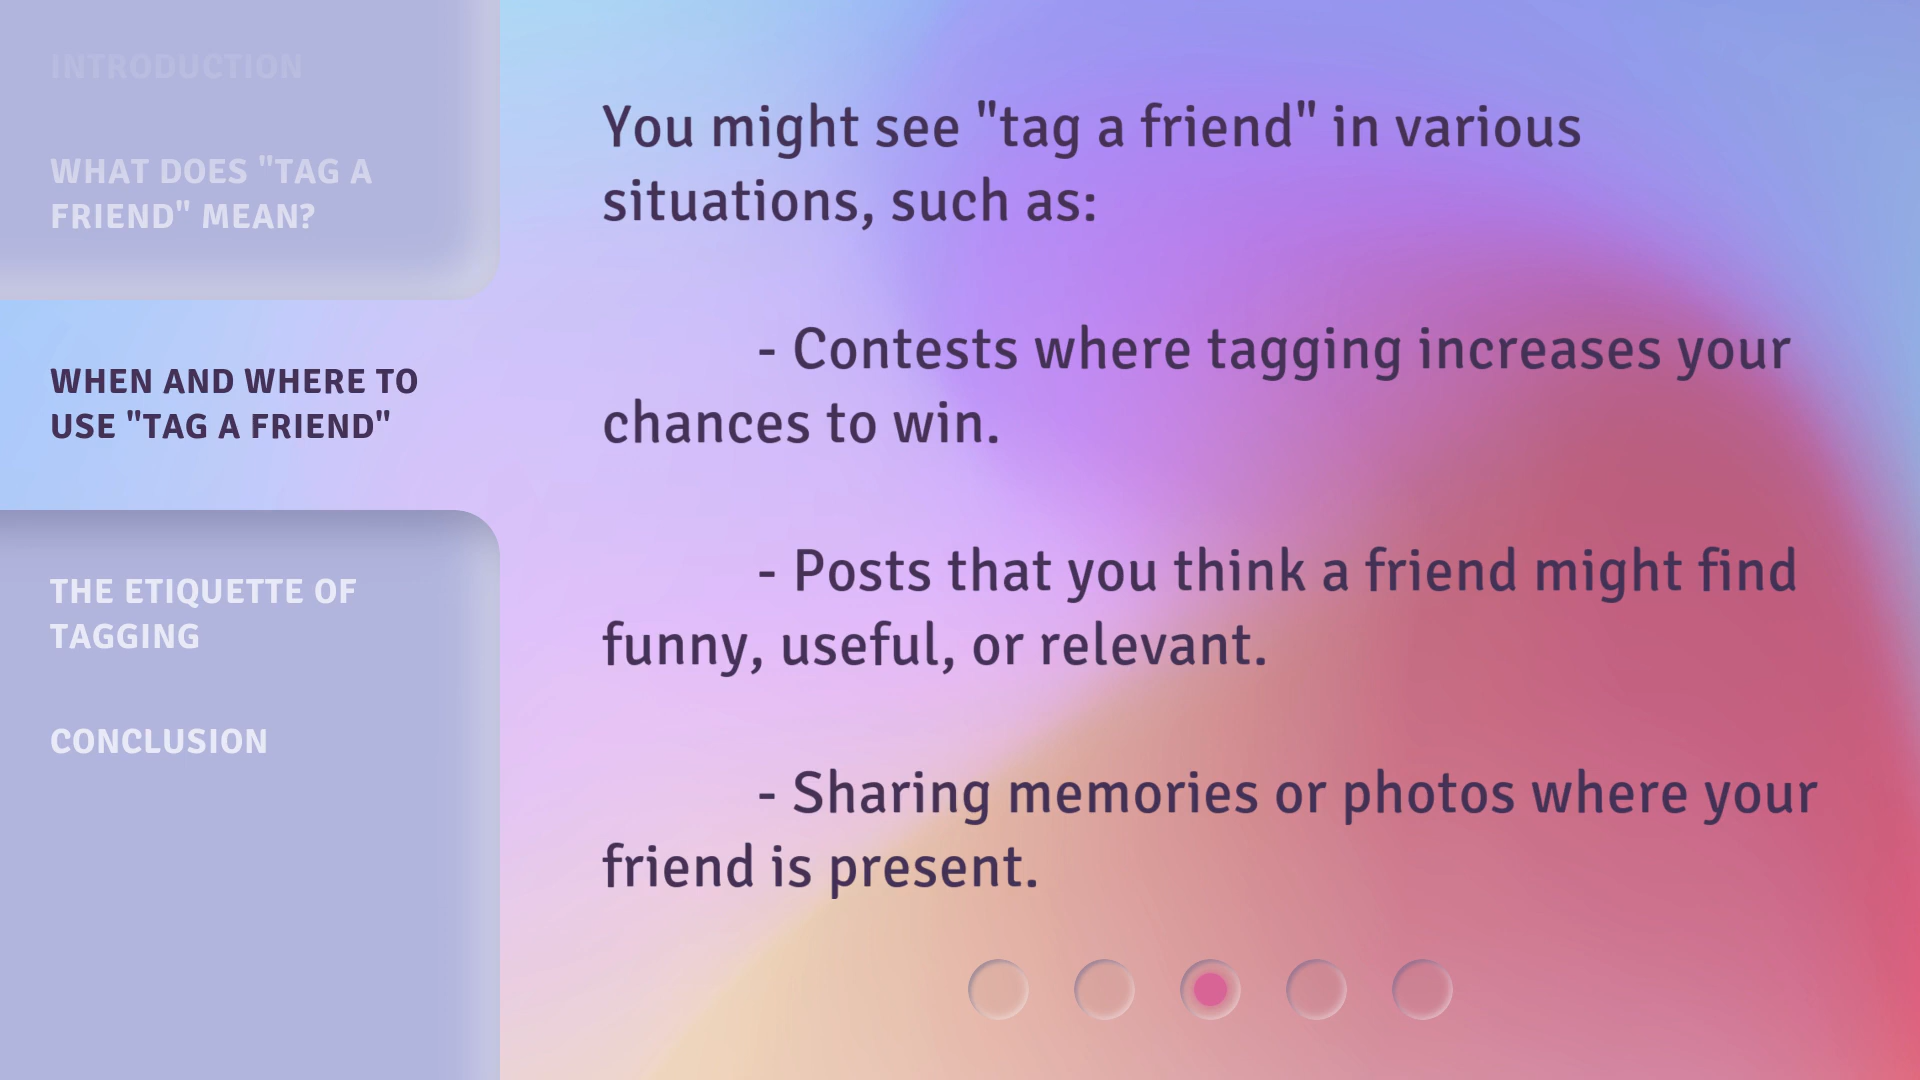 INTRODUCTION
WHAT DOES "TAG A
FRIEND" MEAN?
WHEN AND WHERE TO
USE "TAG A FRIEND"
THE ETIQUETTE OF
TAGGING
CONCLUSION
You might see "tag a friend" in various
situations, such as:
- Contests where tagging increases your
chances to win.
- Posts that you think a friend might find
funny, useful, or relevant.
- Sharing memories or photos where your
friend is present.